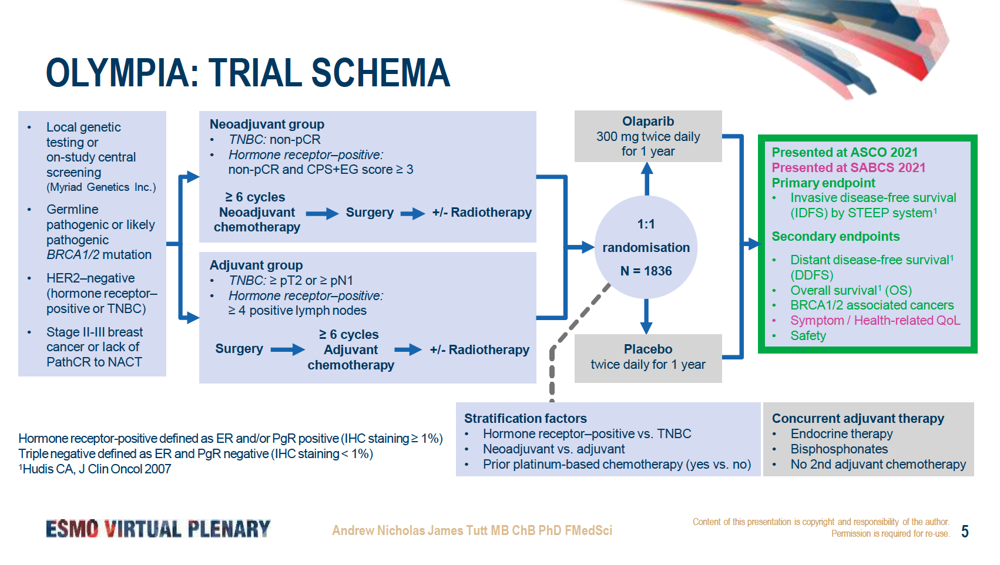 OLYMPIA: TRIAL SCHEMA
• Local genetic
testing or
on-study central
screening
(Myriad Genetics Inc.)
• Germline
pathogenic or likely
pathogenic
BRCA1/2 mutation
• HER2–negative
(hormone receptor–
positive or TNBC)
• Stage II-III breast
cancer or lack of
PathCR to NACT
Neoadjuvant group
• TNBC: non-pCR
• Hormone receptor–positive:
non-pCR and CPS+EG score ≥ 3
≥ 6 cycles
Neoadjuvant
chemotherapy
Surgery
+/- Radiotherapy
Adjuvant group
• TNBC: ≥ pT2 or ≥ pN1
• Hormone receptor–positive:
≥ 4 positive lymph nodes
Surgery
≥ 6 cycles
Adjuvant
chemotherapy
+/- Radiotherapy
Olaparib
300 mg twice daily
for 1 year
1:1
randomisation
N = 1836
Placebo
twice daily for 1 year
Presented at ASCO 2021
Presented at SABCS 2021
Primary endpoint
• Invasive disease-free survival
(IDFS) by STEEP system¹
Secondary endpoints
• Distant disease-free survival¹
(DDFS)
• Overall survival¹ (OS)
• BRCA1/2 associated cancers
• Symptom / Health-related QoL
• Safety
Stratification factors
• Hormone receptor–positive vs. TNBC
• Neoadjuvant vs. adjuvant
• Prior platinum-based chemotherapy (yes vs. no)
Concurrent adjuvant therapy
• Endocrine therapy
• Bisphosphonates
• No 2nd adjuvant chemotherapy
Hormone receptor-positive defined as ER and/or PgR positive (IHC staining ≥ 1%)
Triple negative defined as ER and PgR negative (IHC staining < 1%)
¹Hudis CA, J Clin Oncol 2007
ESMO VIRTUAL PLENARY
Andrew Nicholas James Tutt MB ChB PhD FMedSci
Content of this presentation is copyright and responsibility of the author.
Permission is required for re-use.
5